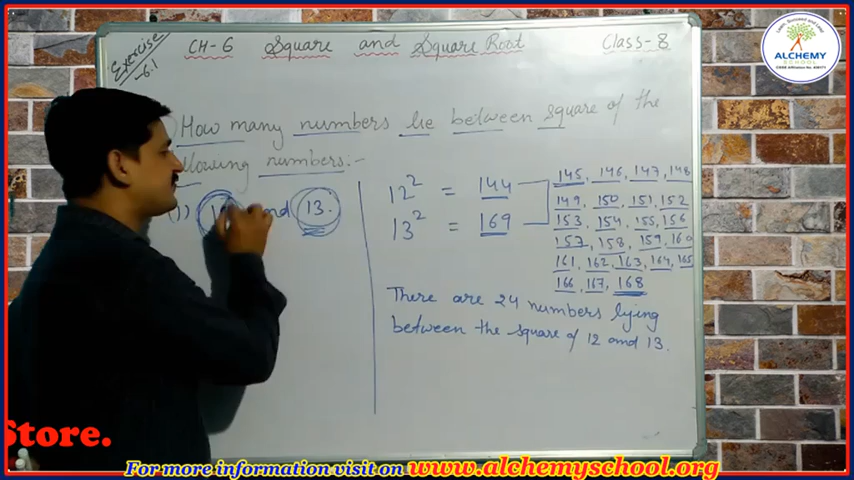 Exercise
-6.1
CH-6 Square and Square Root Class-8
How many numbers lie between square of the
lowing numbers:-
and 13.
12² = 144
13² = 169
145, 146, 147, 148
149, 150, 151, 152
153, 154, 155, 156
157, 158, 159, 160
161, 162, 163, 164, 165
166, 167, 168
There are 24 numbers lying
between the square of 12 and 13.
ALCHEMY
SCHOOL
Store.
For more information visit on www.alchemyschool.org